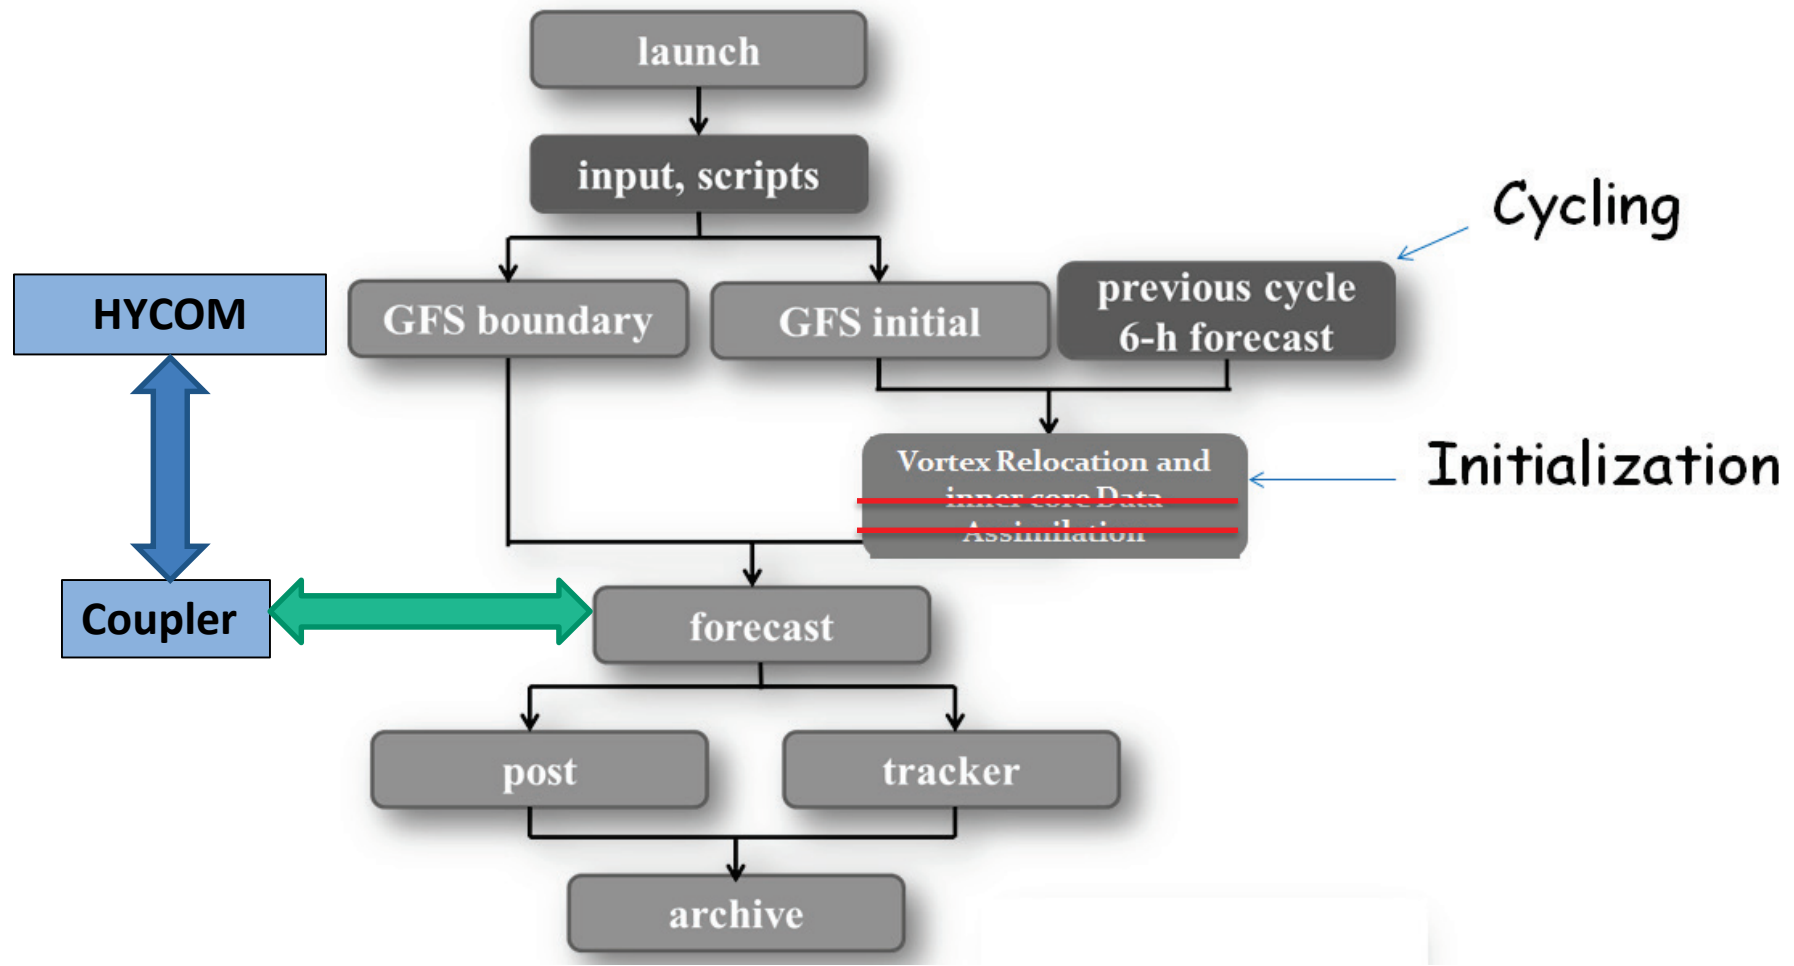 launch
input, scripts
Cycling
HYCOM
GFS boundary
GFS initial
previous cycle
6-h forecast
Vortex Relocation and
inner core Data
Assimilation
Initialization
Coupler
forecast
post
tracker
archive